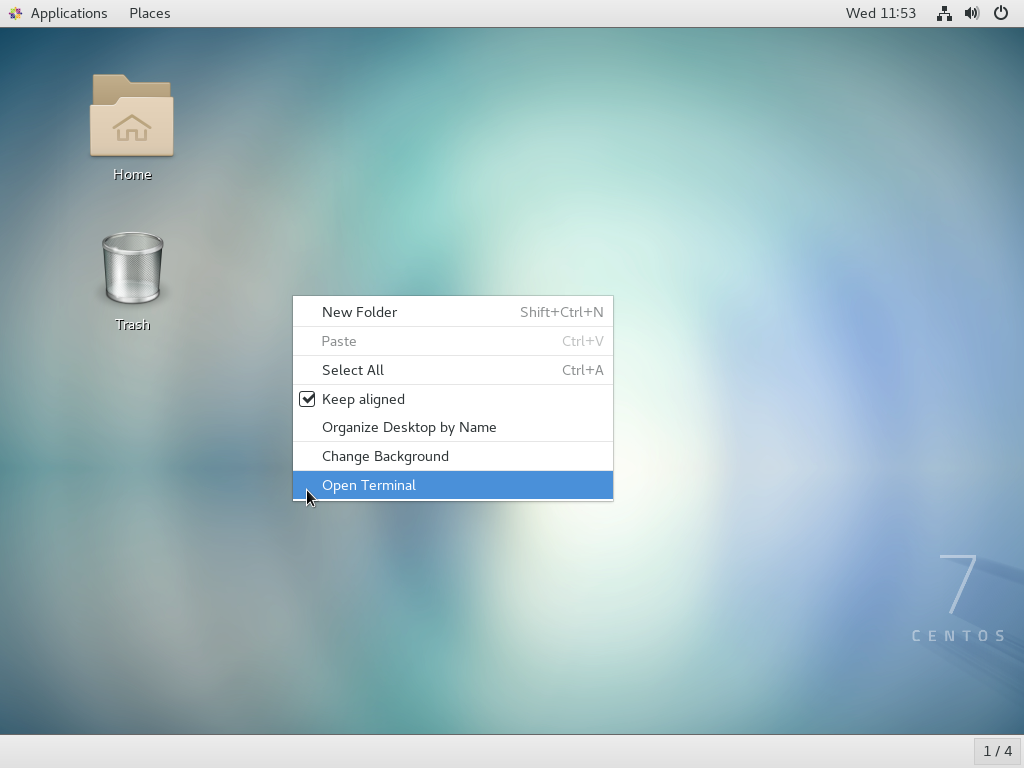 Applications Places Wed 11:53
Home
Trash
New Folder Shift+Ctrl+N
Paste Ctrl+V
Select All Ctrl+A
Keep aligned
Organize Desktop by Name
Change Background
Open Terminal
7
CENTOS
1 / 4